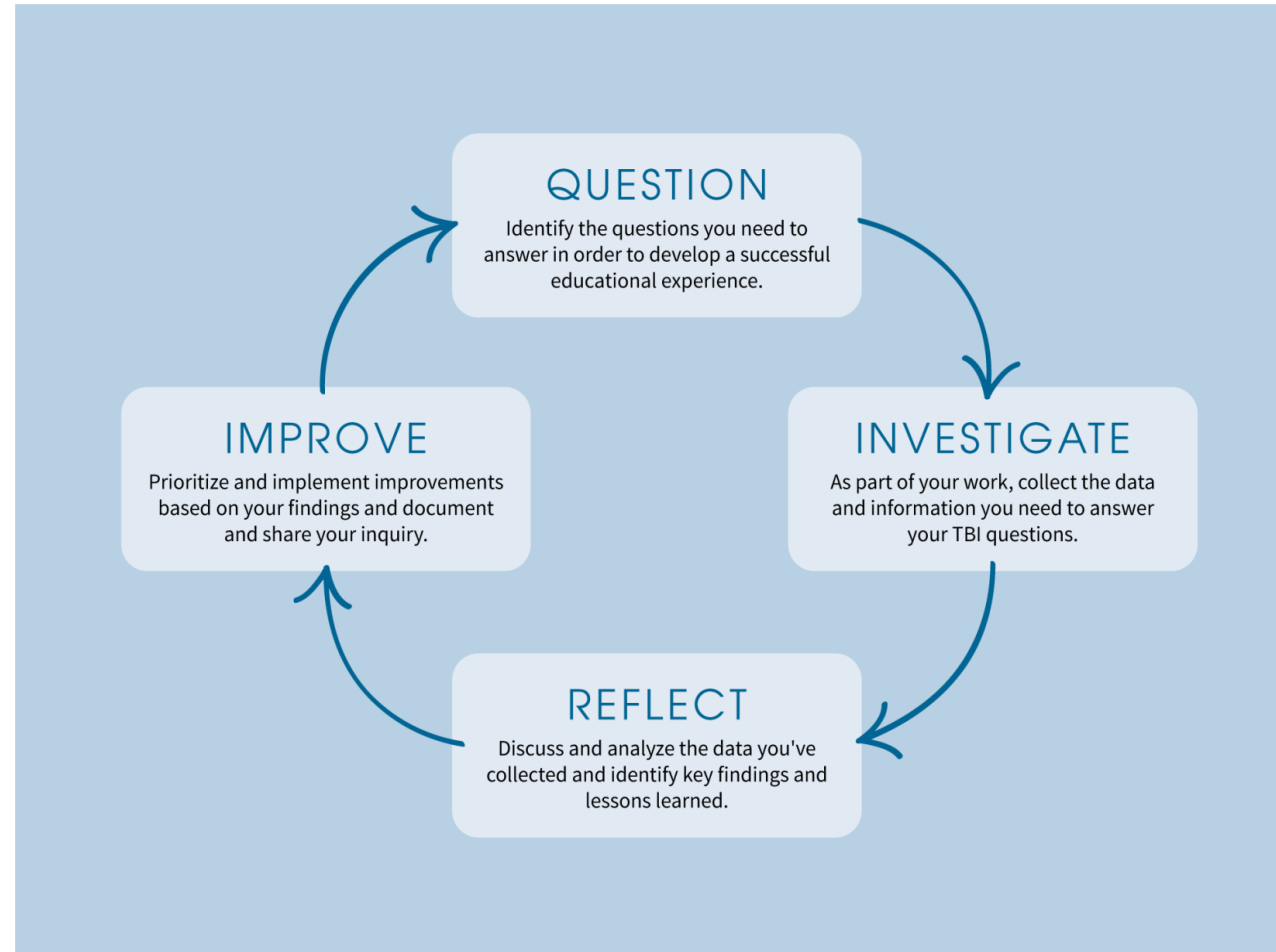 QUESTION
Identify the questions you need to
answer in order to develop a successful
educational experience.
IMPROVE
Prioritize and implement improvements
based on your findings and document
and share your inquiry.
INVESTIGATE
As part of your work, collect the data
and information you need to answer
your TBI questions.
REFLECT
Discuss and analyze the data you've
collected and identify key findings and
lessons learned.